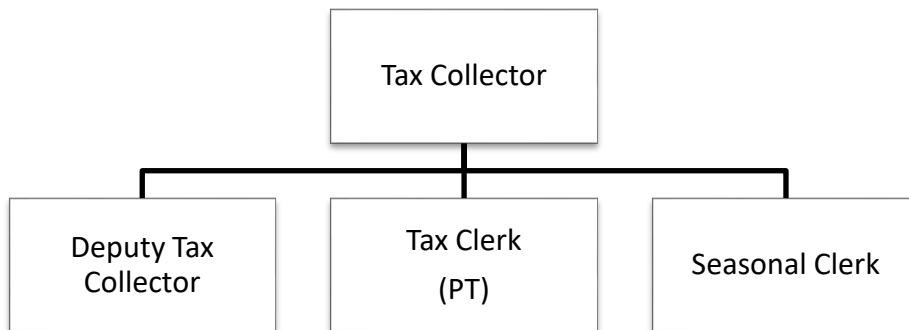 Tax Collector
Deputy Tax
Collector
Tax Clerk
(PT)
Seasonal Clerk